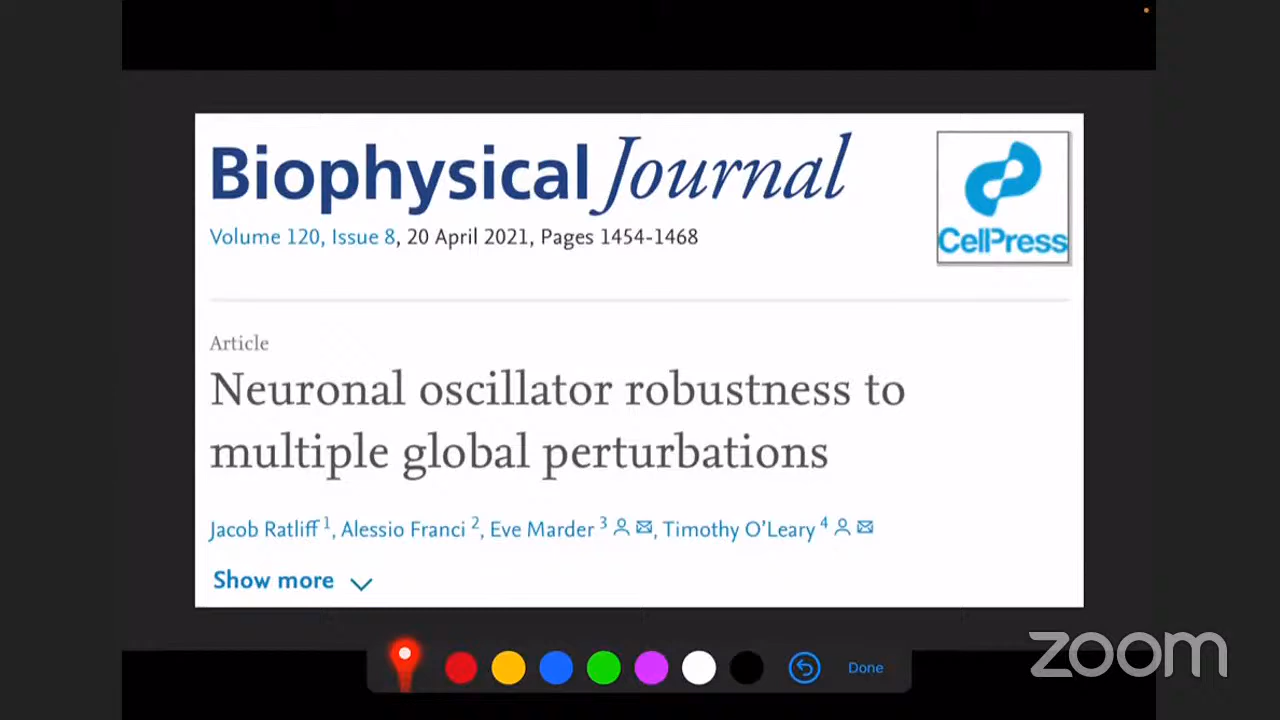 Biophysical Journal
CellPress
Volume 120, Issue 8, 20 April 2021, Pages 1454-1468
Article
Neuronal oscillator robustness to
multiple global perturbations
Jacob Ratliff 1, Alessio Franci 2, Eve Marder 3, Timothy O'Leary 4
Show more
Done
zoom